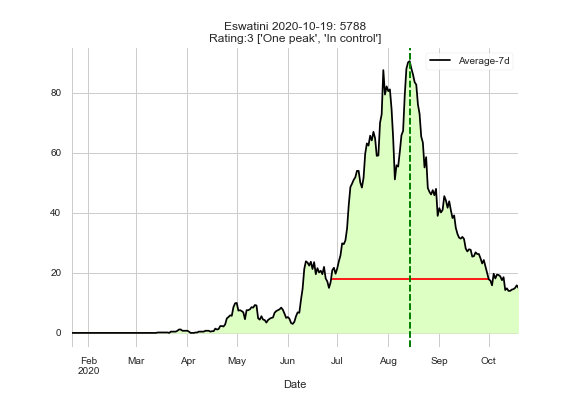 Eswatini 2020-10-19: 5788
Rating:3 ['One peak', 'In control']
Average-7d
80
60
40
20
0
Feb Mar Apr May Jun Jul Aug Sep Oct
2020
Date